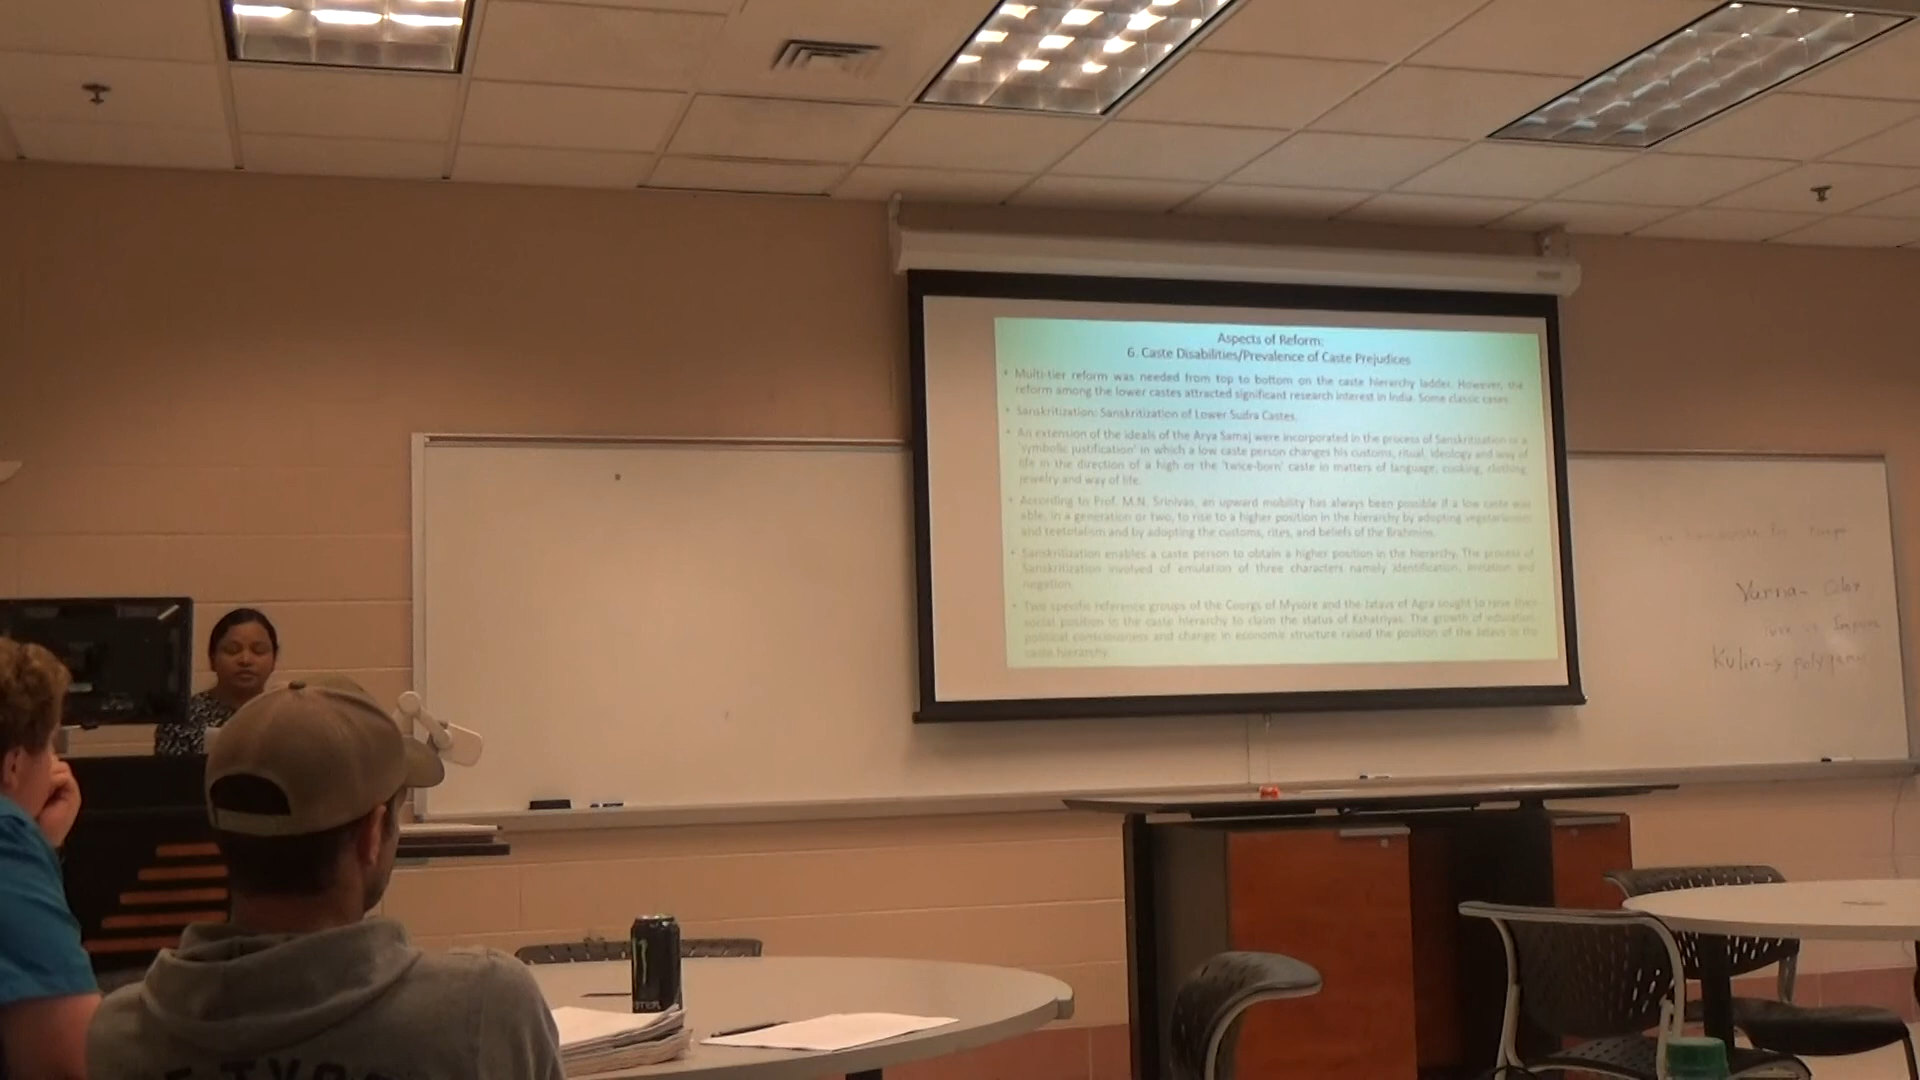 Aspects of Reform:
6. Caste Disabilities/Prevalence of Caste Prejudices
• Multi-tier reform was needed from top to bottom on the caste hierarchy ladder. However, the
reform among the lower castes attracted significant research interest in India. Some classic cases
• Sanskritization: Sanskritization of Lower Sudra Castes.
• An extension of the ideals of the Arya Samaj were incorporated in the process of Sanskritization or a
'symbolic justification' in which a low caste person changes his customs, ritual, ideology and way of
life in the direction of a high or the 'twice-born' caste in matters of language, cooking, clothing,
jewelry and way of life.
• According to Prof. M.N. Srinivas, an upward mobility has always been possible if a low caste was
able, in a generation or two, to rise to a higher position in the hierarchy by adopting vegetarianism
and teetotalism and by adopting the customs, rites, and beliefs of the Brahmins.
• Sanskritization enables a caste person to obtain a higher position in the hierarchy. The process of
Sanskritization involved of emulation of three characters namely identification, imitation and
negation.
• Two specific reference groups of the Coorgs of Mysore and the Jatavs of Agra sought to raise their
social position in the caste hierarchy to claim the status of Kshatriyas. The growth of education,
political consciousness and change in economic structure raised the position of the Jatavs in the
caste hierarchy.
Varna- Color
Kulin→ polygamy